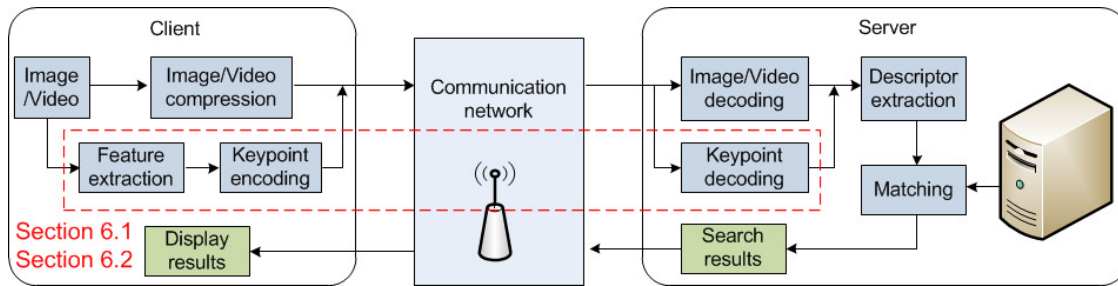 Client
Server
Image
/Video
Image/Video
compression
Communication
network
Image/Video
decoding
Descriptor
extraction
Feature
extraction
Keypoint
encoding
Keypoint
decoding
Matching
Section 6.1
Section 6.2
Display
results
Search
results